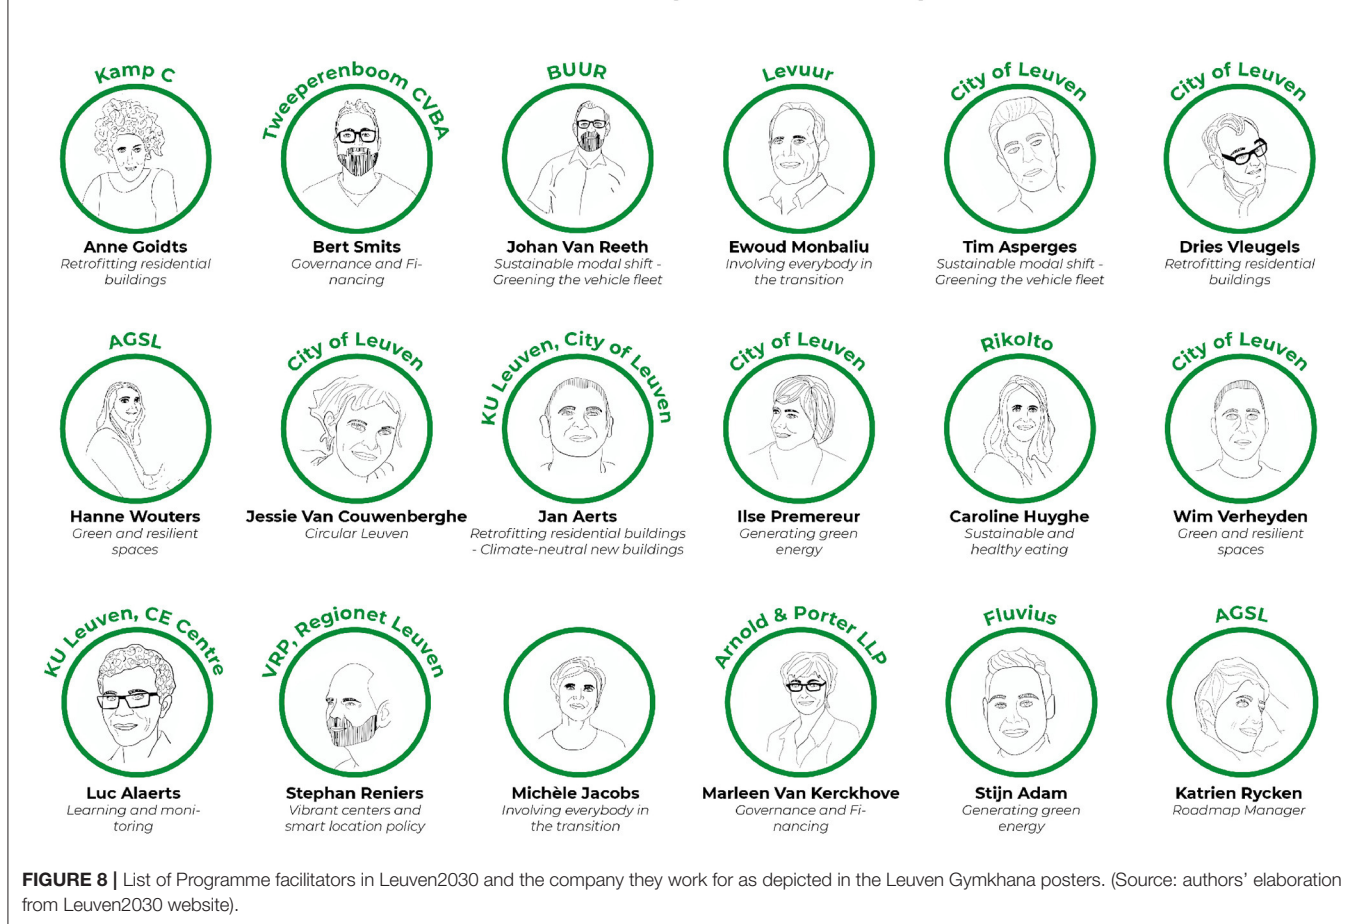 Kamp C
Tweeperenboom CVBA
BUUR
Levuur
City of Leuven
City of Leuven
Anne Goidts
Retrofitting residential
buildings
Bert Smits
Governance and Fi-
nancing
Johan Van Reeth
Sustainable modal shift -
Greening the vehicle fleet
Ewoud Monbaliu
Involving everybody in
the transition
Tim Asperges
Sustainable modal shift -
Greening the vehicle fleet
Dries Vleugels
Retrofitting residential
buildings
AGSL
City of Leuven
KU Leuven, City of Leuven
City of Leuven
Rikolto
City of Leuven
Hanne Wouters
Green and resilient
spaces
Jessie Van Couwenberghe
Circular Leuven
Jan Aerts
Retrofitting residential buildings
- Climate-neutral new buildings
Ilse Premereur
Generating green
energy
Caroline Huyghe
Sustainable and
healthy eating
Wim Verheyden
Green and resilient
spaces
KU Leuven, CE Centre
VRP, Regionet Leuven
Arnold & Porter LLP
Fluvius
AGSL
Luc Alaerts
Learning and moni-
toring
Stephan Reniers
Vibrant centers and
smart location policy
Michèle Jacobs
Involving everybody in
the transition
Marleen Van Kerckhove
Governance and Fi-
nancing
Stijn Adam
Generating green
energy
Katrien Rycken
Roadmap Manager
FIGURE 8 | List of Programme facilitators in Leuven2030 and the company they work for as depicted in the Leuven Gymkhana posters. (Source: authors' elaboration
from Leuven2030 website).